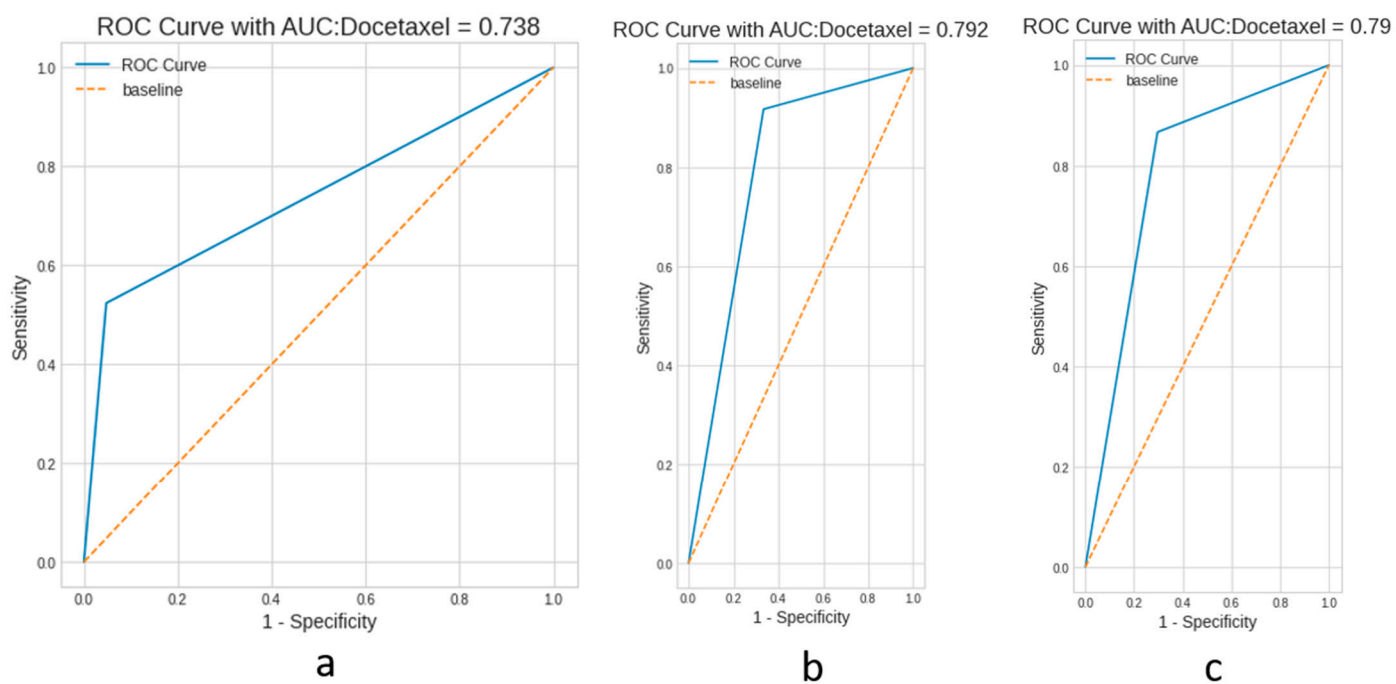 ROC Curve with AUC:Docetaxel = 0.738
ROC Curve
baseline
1.0
0.8
0.6
0.4
0.2
0.0
Sensitivity
0.0 0.2 0.4 0.6 0.8 1.0
1 - Specificity
a
ROC Curve with AUC:Docetaxel = 0.792
ROC Curve
baseline
1.0
0.8
0.6
0.4
0.2
0.0
Sensitivity
0.0 0.2 0.4 0.6 0.8 1.0
1 - Specificity
b
ROC Curve with AUC:Docetaxel = 0.79
ROC Curve
baseline
1.0
0.8
0.6
0.4
0.2
0.0
Sensitivity
0.0 0.2 0.4 0.6 0.8 1.0
1 - Specificity
c